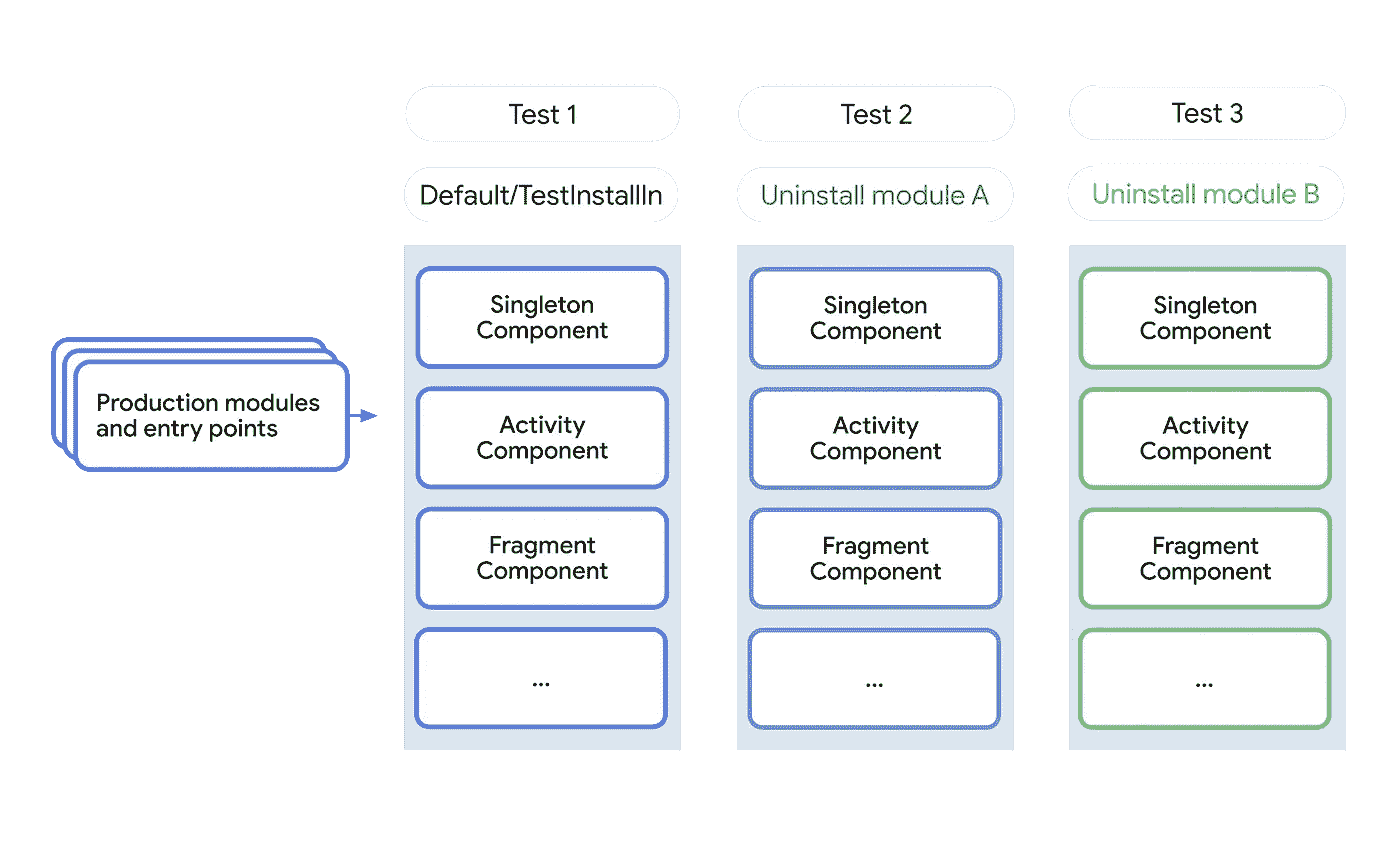 Test 1
Test 2
Test 3
Default/TestInstallIn
Uninstall module A
Uninstall module B
Production modules
and entry points
Singleton
Component
Activity
Component
Fragment
Component
...
Singleton
Component
Activity
Component
Fragment
Component
...
Singleton
Component
Activity
Component
Fragment
Component
...